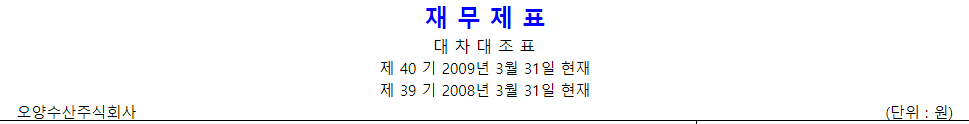 재 무 제 표
대 차 대 조 표
제 40 기 2009년 3월 31일 현재
제 39 기 2008년 3월 31일 현재
오양수산주식회사 (단위 : 원)